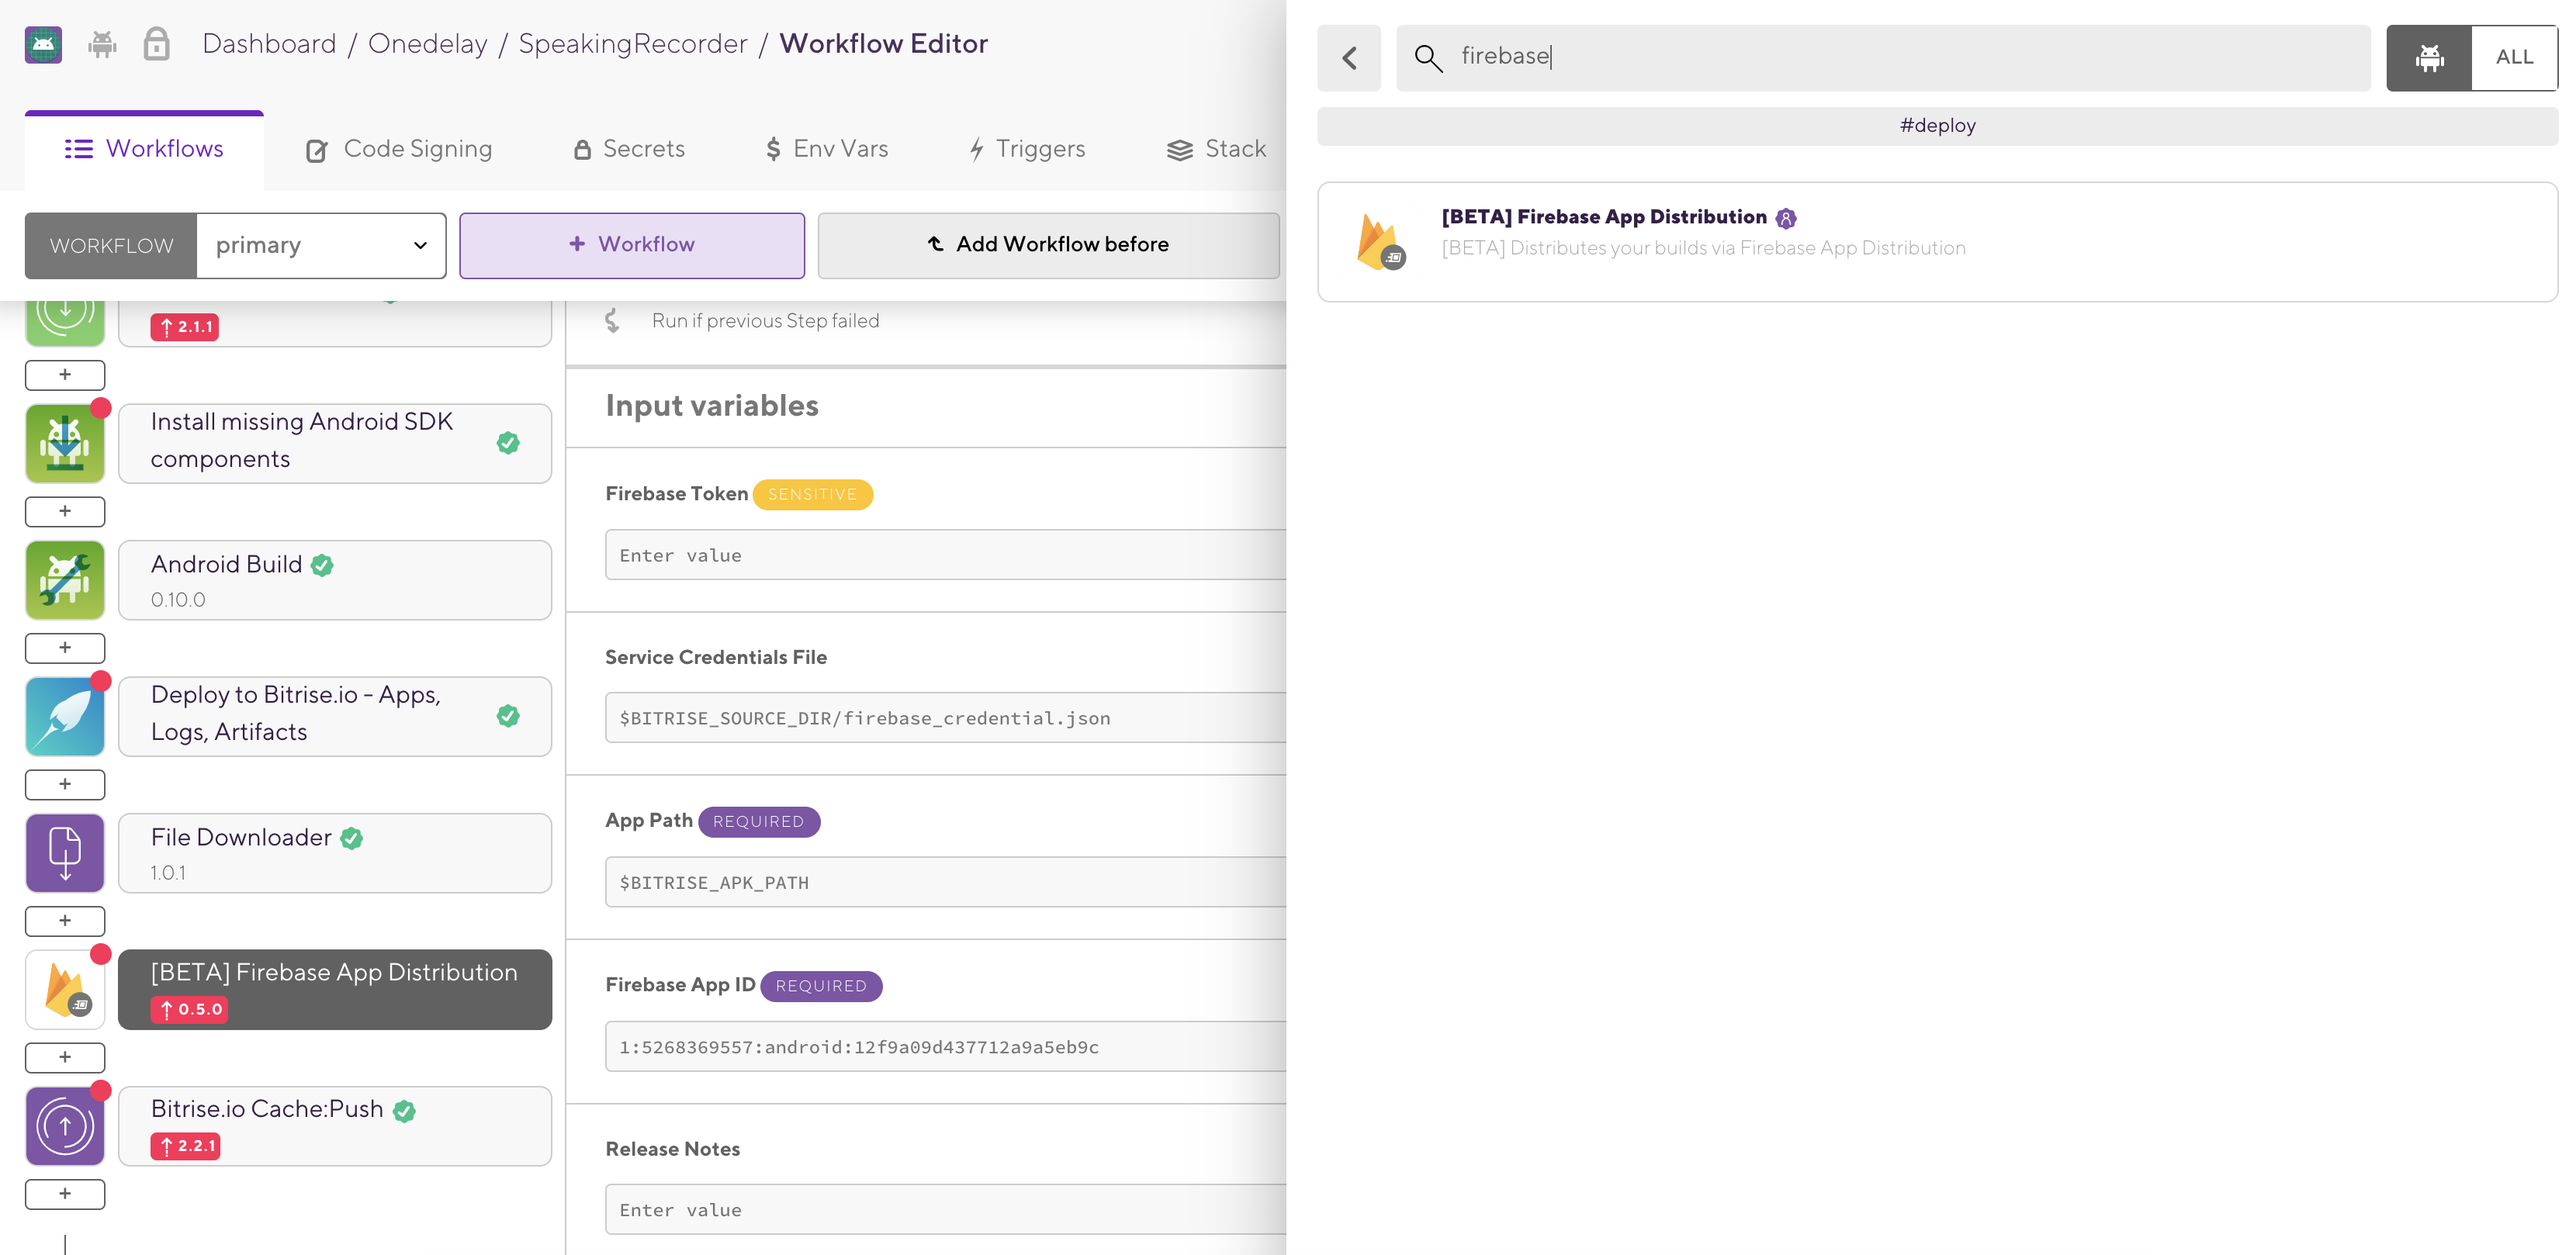 Dashboard / Onedelay / SpeakingRecorder / Workflow Editor
Workflows
Code Signing
Secrets
$ Env Vars
Triggers
Stack
WORKFLOW primary
+ Workflow
Add Workflow before
2.1.1
+
Install missing Android SDK
components
+
Android Build
0.10.0
+
Deploy to Bitrise.io - Apps,
Logs, Artifacts
+
File Downloader
1.0.1
+
[BETA] Firebase App Distribution
0.5.0
+
Bitrise.io Cache:Push
2.2.1
+
Run if previous Step failed
Input variables
Firebase Token SENSITIVE
Enter value
Service Credentials File
$BITRISE_SOURCE_DIR/firebase_credential.json
App Path REQUIRED
$BITRISE_APK_PATH
Firebase App ID REQUIRED
1:5268369557:android:12f9a09d437712a9a5eb9c
Release Notes
Enter value
firebase
ALL
#deploy
[BETA] Firebase App Distribution
[BETA] Distributes your builds via Firebase App Distribution